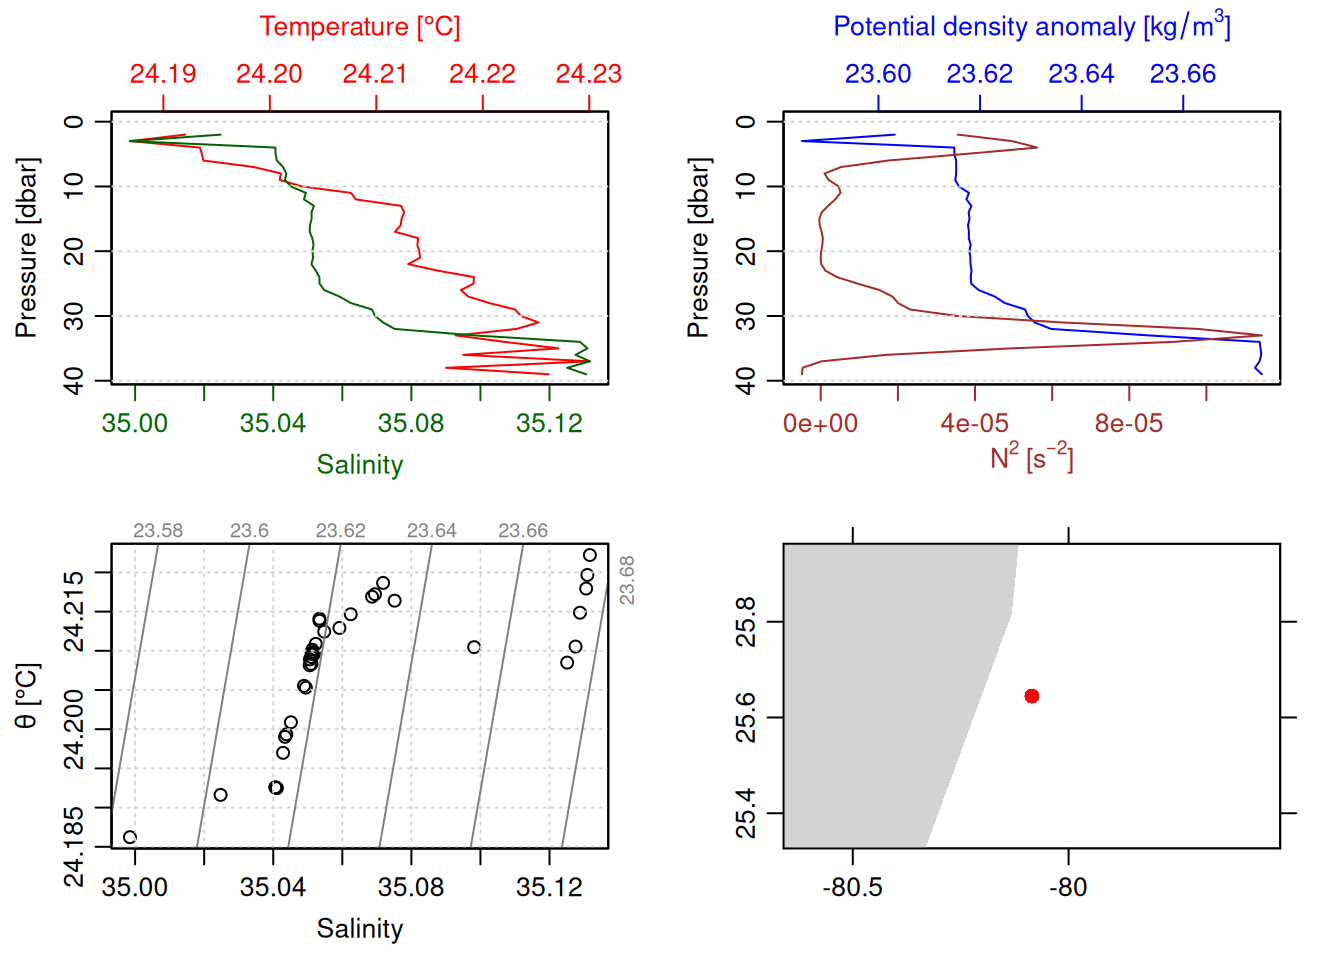 Temperature [°C]
24.19 24.20 24.21 24.22 24.23
Pressure [dbar]
0 10 20 30 40
35.00 35.04 35.08 35.12
Salinity
Potential density anomaly [kg/m³]
23.60 23.62 23.64 23.66
Pressure [dbar]
0 10 20 30 40
0e+00 4e-05 8e-05
N² [s⁻²]
23.58 23.6 23.62 23.64 23.66
23.68
θ [°C]
24.185 24.200 24.215
35.00 35.04 35.08 35.12
Salinity
25.4 25.6 25.8
-80.5 -80